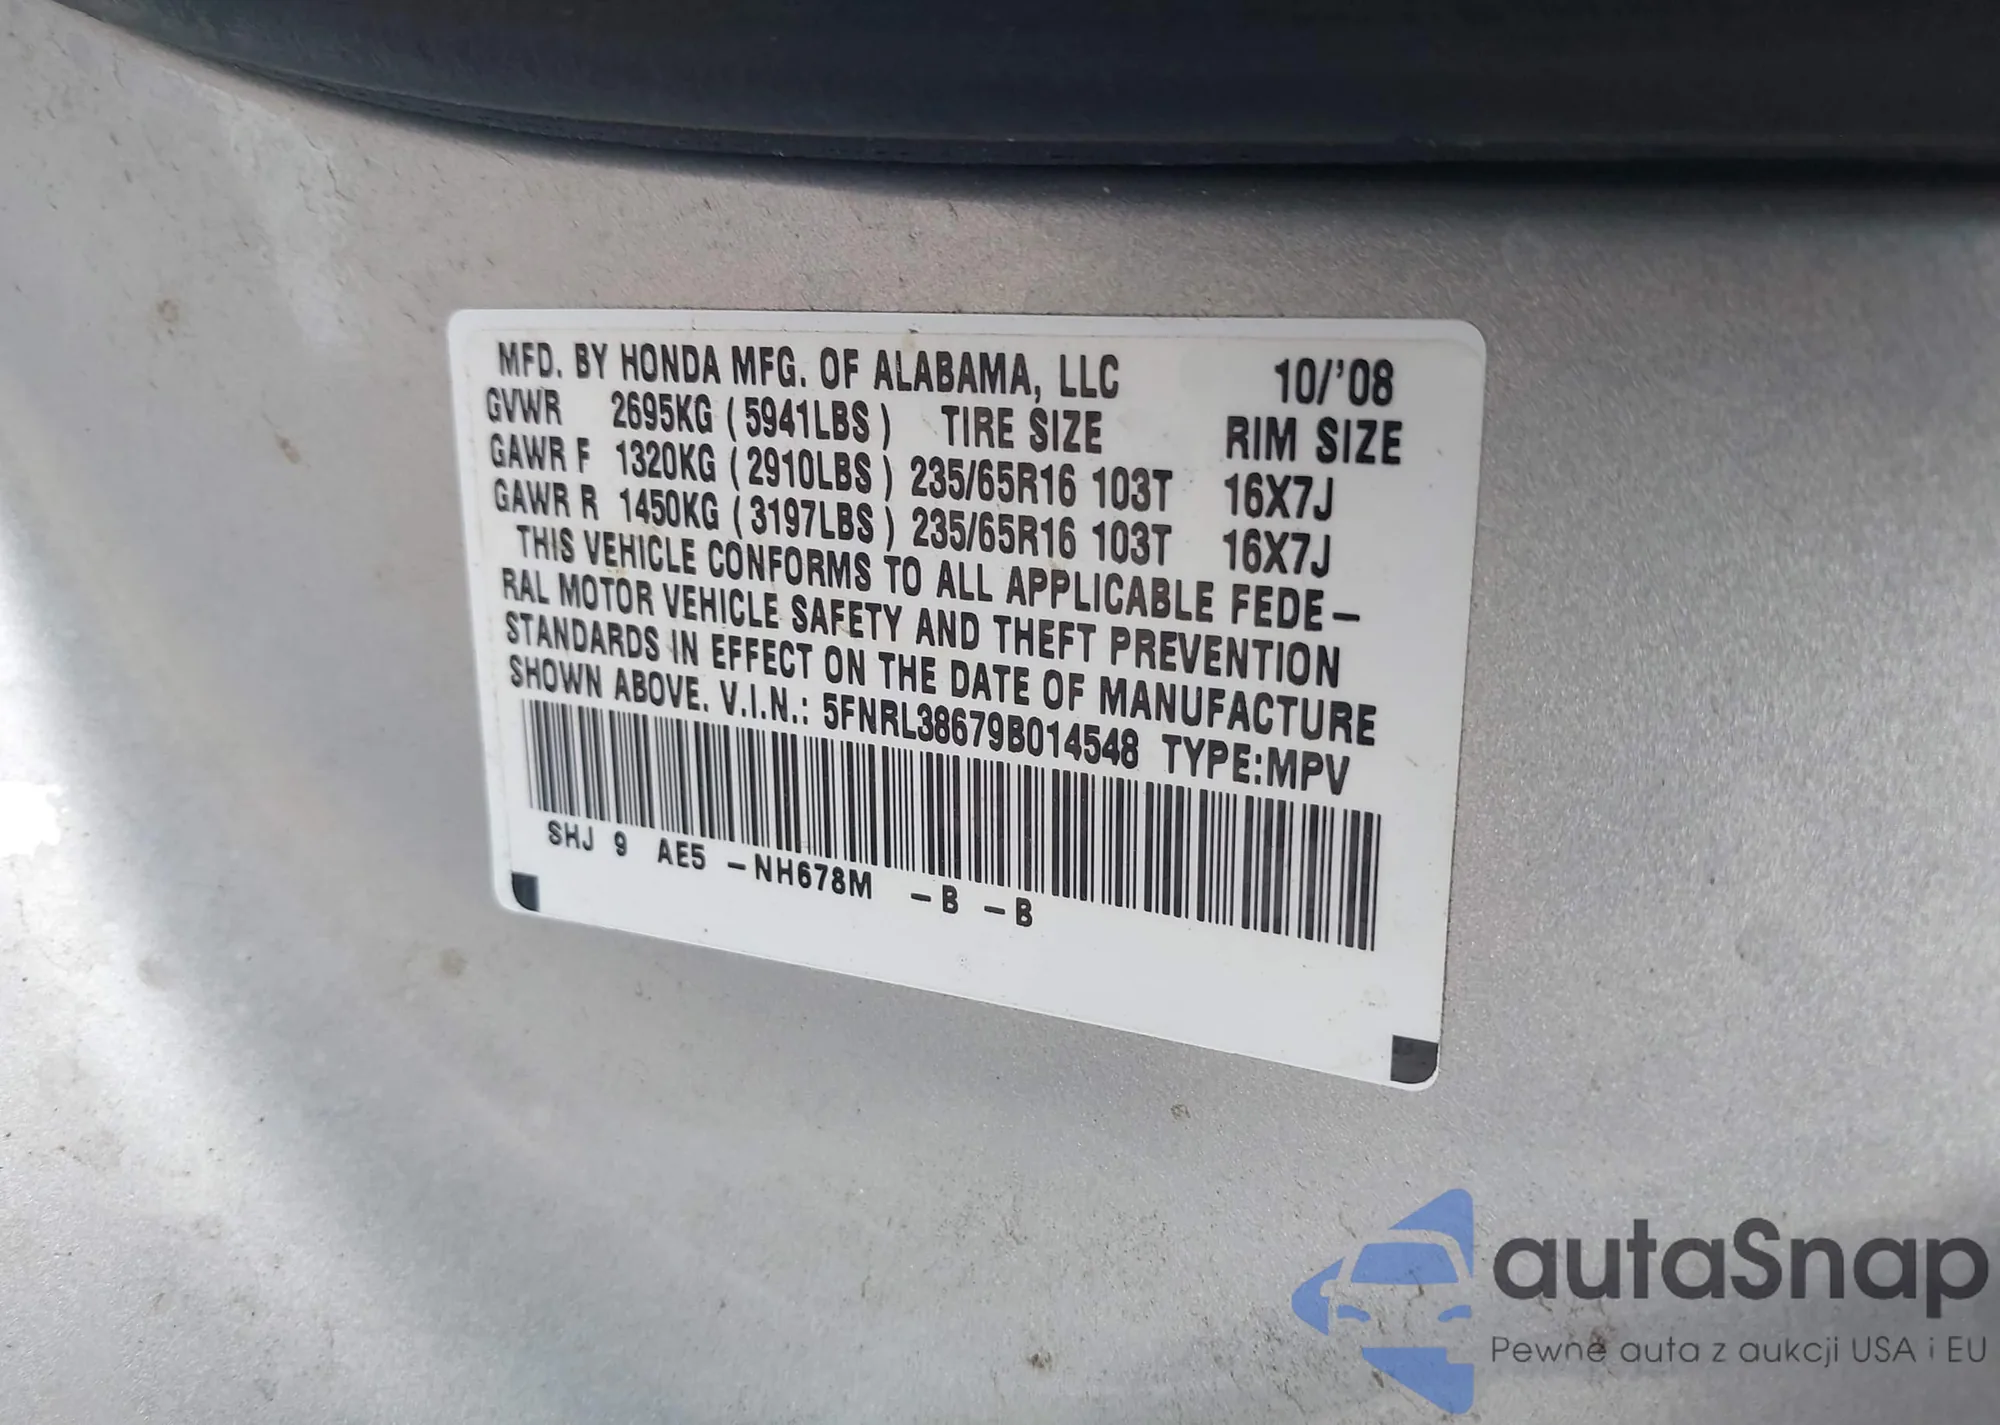 MFD. BY HONDA MFG. OF ALABAMA, LLC 10/'08
GVWR 2695KG ( 5941LBS ) TIRE SIZE RIM SIZE
GAWR F 1320KG ( 2910LBS ) 235/65R16 103T 16X7J
GAWR R 1450KG ( 3197LBS ) 235/65R16 103T 16X7J
THIS VEHICLE CONFORMS TO ALL APPLICABLE FEDE-
RAL MOTOR VEHICLE SAFETY AND THEFT PREVENTION
STANDARDS IN EFFECT ON THE DATE OF MANUFACTURE
SHOWN ABOVE. V.I.N.: 5FNRL38679B014548 TYPE:MPV
SHJ 9 AE5 -NH678M -B -B
autaSnap
Pewne auta z aukcji USA i EU